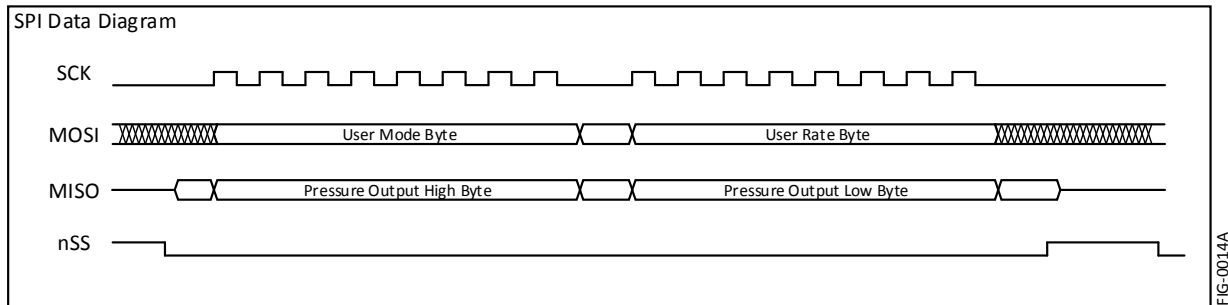 SPI Data Diagram
SCK
MOSI
User Mode Byte
User Rate Byte
MISO
Pressure Output High Byte
Pressure Output Low Byte
nSS
FIG-0014A